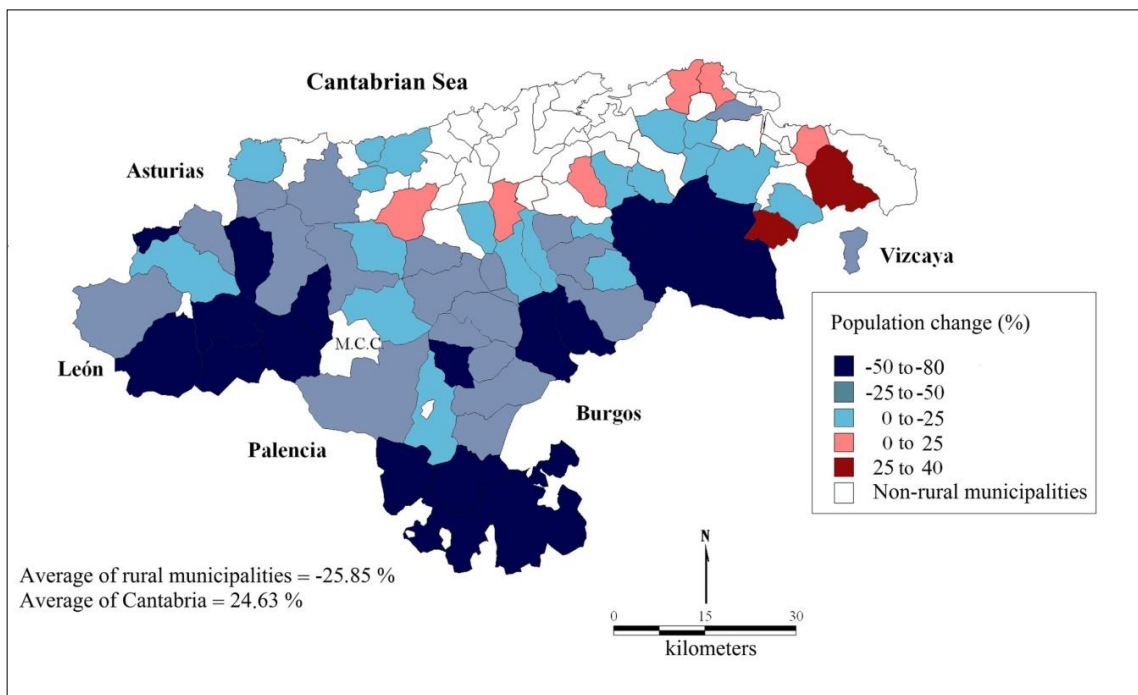 Cantabrian Sea
Asturias
Vizcaya
León
M.C.C.
Burgos
Palencia
Population change (%)
-50 to -80
-25 to -50
0 to -25
0 to 25
25 to 40
Non-rural municipalities
Average of rural municipalities = -25.85 %
Average of Cantabria = 24.63 %
N
0 15 30
kilometers